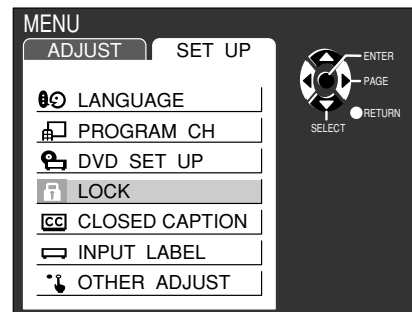 MENU
ADJUST SET UP
LANGUAGE
PROGRAM CH
DVD SET UP
LOCK
CC CLOSED CAPTION
INPUT LABEL
OTHER ADJUST
ENTER
PAGE
RETURN
SELECT